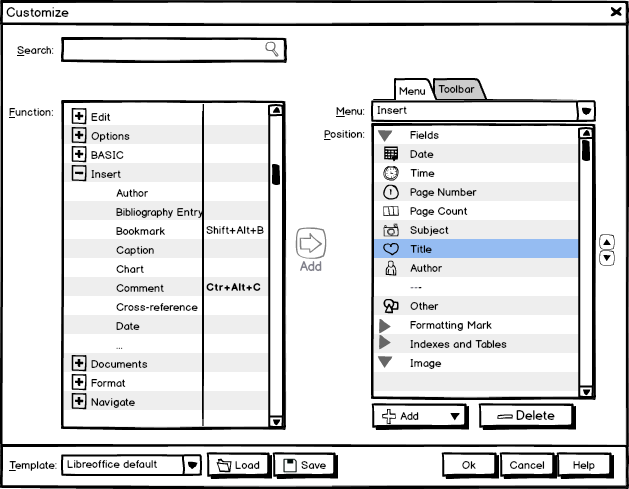 Customize
Search:
Menu Toolbar
Function:
Menu: Insert
Position:
Edit
Options
BASIC
Insert
Author
Bibliography Entry
Bookmark Shift+Alt+B
Caption
Chart
Comment Ctr+Alt+C
Cross-reference
Date
...
Documents
Format
Navigate
Add
Fields
Date
Time
Page Number
Page Count
Subject
Title
Author
---
Other
Formatting Mark
Indexes and Tables
Image
Add Delete
Template: Libreoffice default Load Save Ok Cancel Help